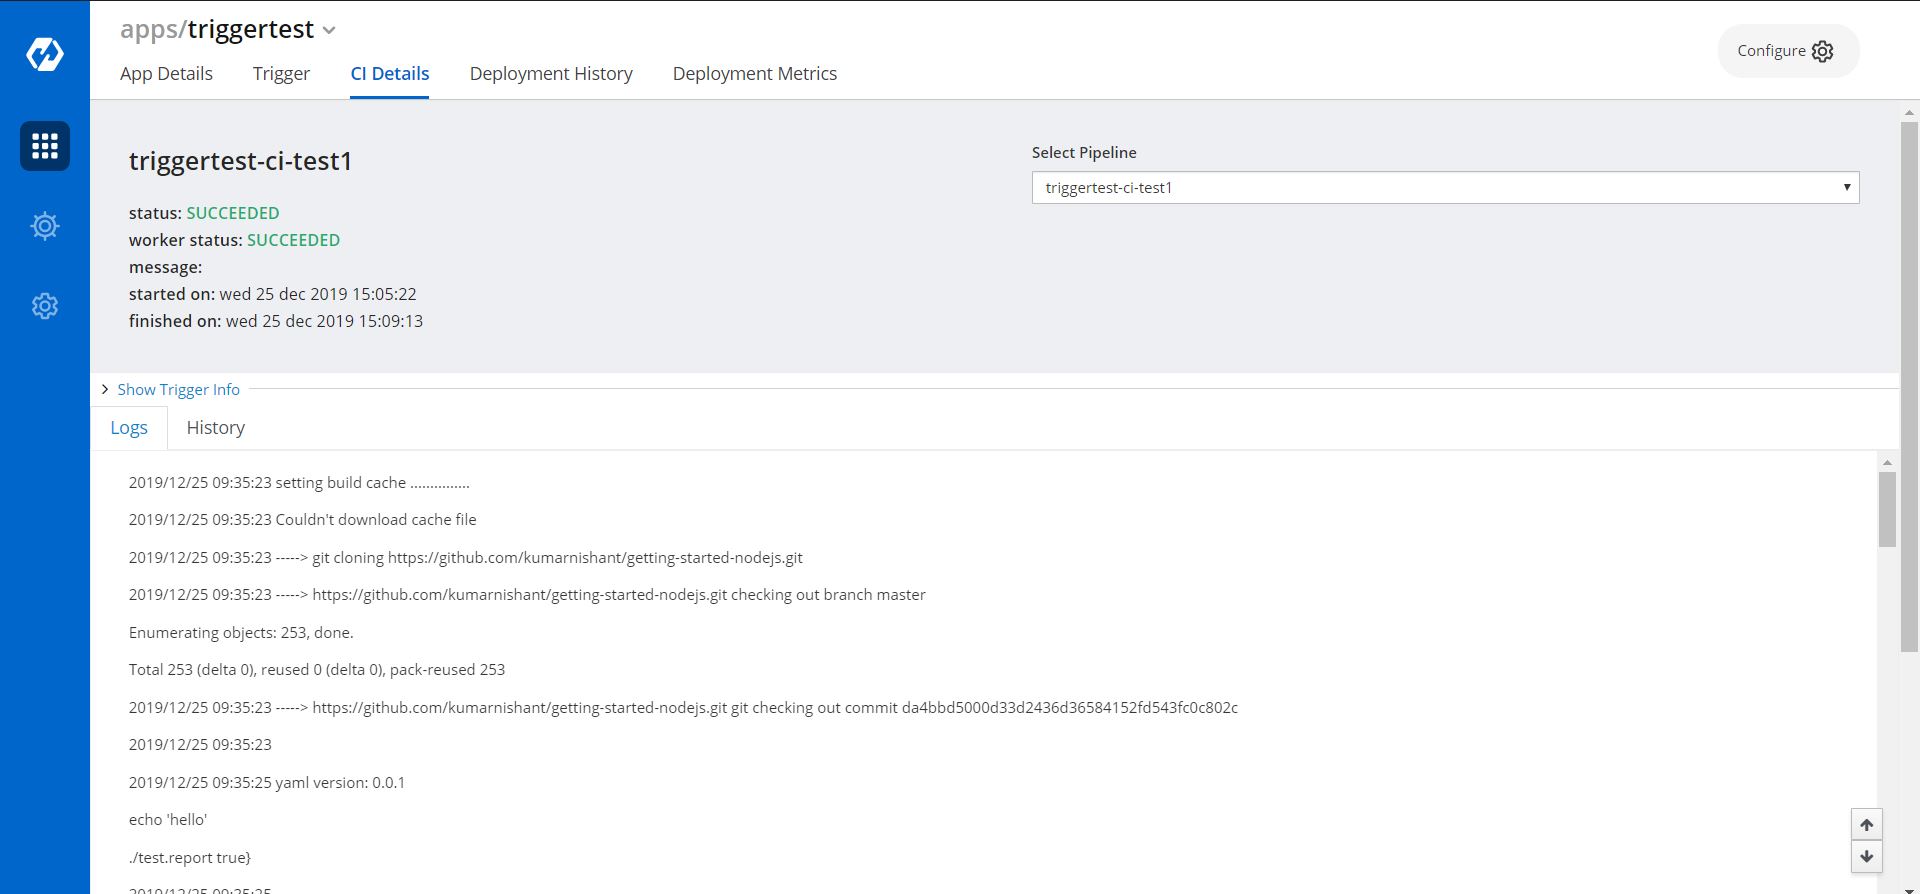 apps/triggertest
App Details Trigger CI Details Deployment History Deployment Metrics
Configure
triggertest-ci-test1
Select Pipeline
triggertest-ci-test1
status: SUCCEEDED
worker status: SUCCEEDED
message:
started on: wed 25 dec 2019 15:05:22
finished on: wed 25 dec 2019 15:09:13
Show Trigger Info
Logs History
2019/12/25 09:35:23 setting build cache ...............
2019/12/25 09:35:23 Couldn't download cache file
2019/12/25 09:35:23 -----> git cloning https://github.com/kumarnishant/getting-started-nodejs.git
2019/12/25 09:35:23 -----> https://github.com/kumarnishant/getting-started-nodejs.git checking out branch master
Enumerating objects: 253, done.
Total 253 (delta 0), reused 0 (delta 0), pack-reused 253
2019/12/25 09:35:23 -----> https://github.com/kumarnishant/getting-started-nodejs.git git checking out commit da4bbd5000d33d2436d36584152fd543fc0c802c
2019/12/25 09:35:23
2019/12/25 09:35:25 yaml version: 0.0.1
echo 'hello'
./test.report true}
2019/12/25 09:35:25